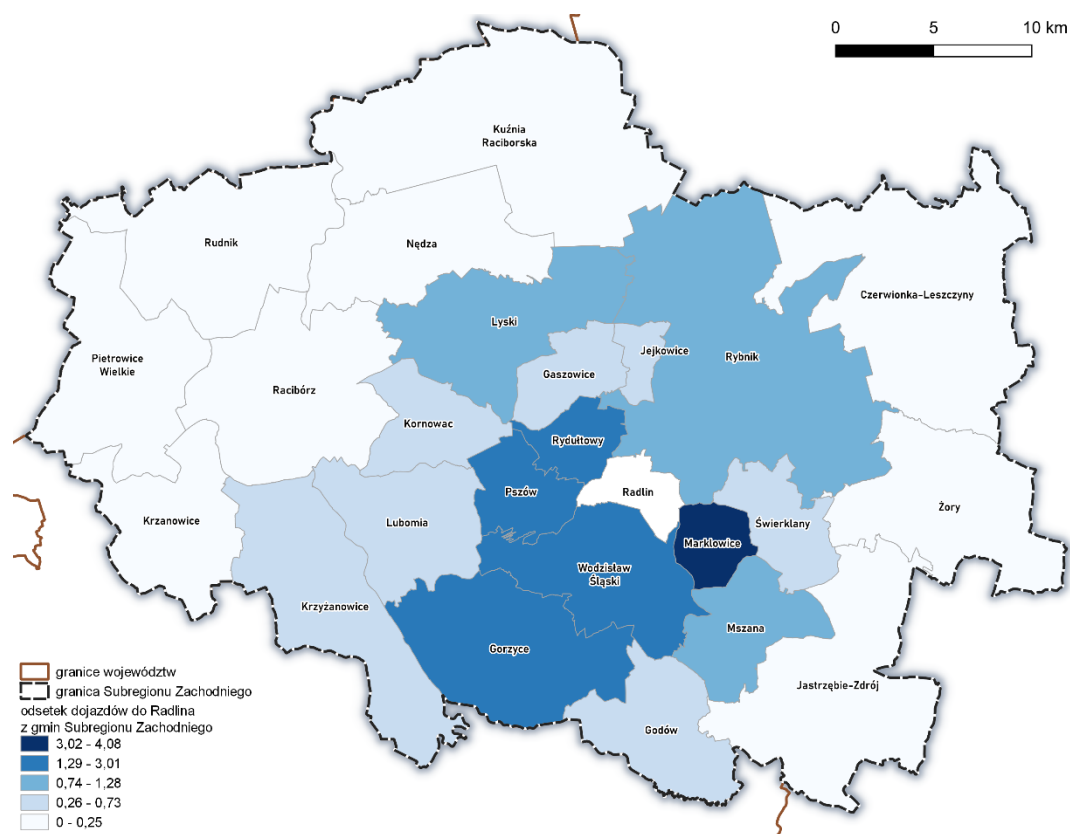 0 5 10 km
Kuźnia
Raciborska
Rudnik
Nędza
Czerwionka-Leszczyny
Lyski
Jejkowice
Rybnik
Pietrowice
Wielkie
Gaszowice
Racibórz
Kornowac
Rydułtowy
Pszów
Radlin
Żory
Krzanowice
Lubomia
Świerklany
Marklowice
Wodzisław
Śląski
Krzyżanowice
Mszana
Gorzyce
Jastrzębie-Zdrój
Godów
granice województw
granica Subregionu Zachodniego
odsetek dojazdów do Radlina
z gmin Subregionu Zachodniego
3,02 - 4,08
1,29 - 3,01
0,74 - 1,28
0,26 - 0,73
0 - 0,25